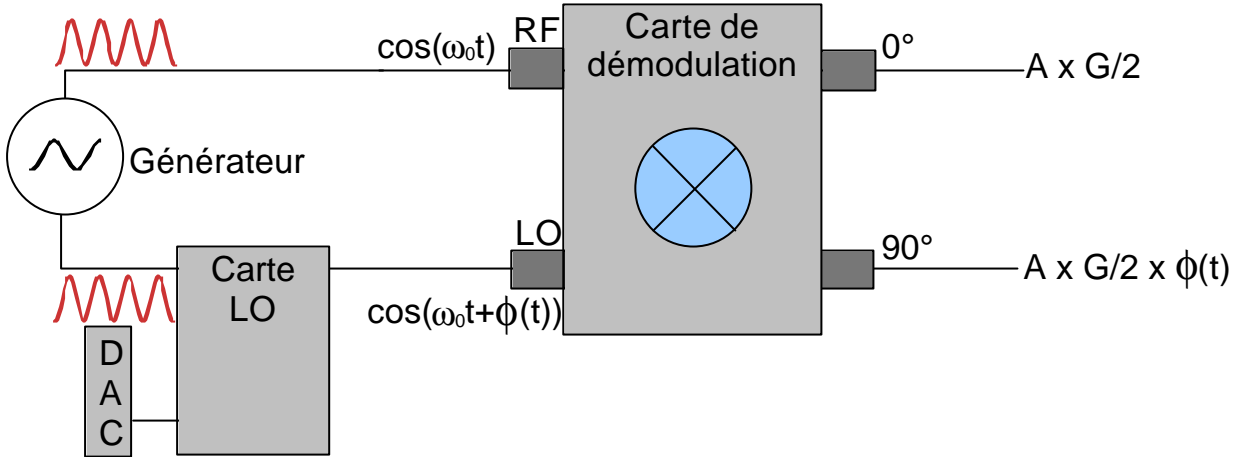 cos(ω₀t)
RF
Carte de
démodulation
0°
A x G/2
Générateur
LO
90°
A x G/2 x ϕ(t)
Carte
LO
cos(ω₀t+ϕ(t))
D
A
C